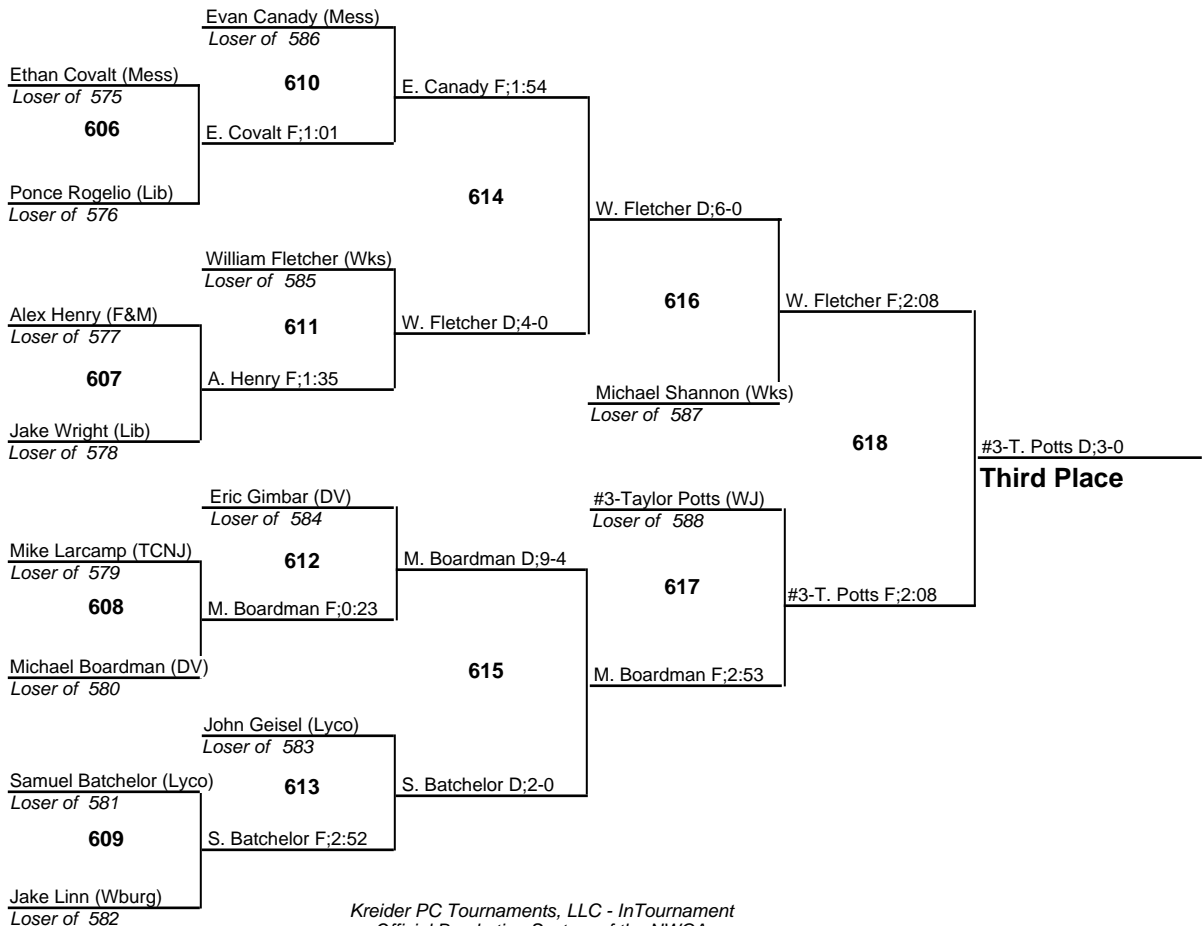 Evan Canady (Mess)
Loser of 586
Ethan Covalt (Mess)
Loser of 575
610
E. Canady F;1:54
606
E. Covalt F;1:01
Ponce Rogelio (Lib)
Loser of 576
614
W. Fletcher D;6-0
William Fletcher (Wks)
Loser of 585
Alex Henry (F&M)
Loser of 577
611
W. Fletcher D;4-0
616
W. Fletcher F;2:08
607
A. Henry F;1:35
Michael Shannon (Wks)
Loser of 587
Jake Wright (Lib)
Loser of 578
618
#3-T. Potts D;3-0
Third Place
Eric Gimbar (DV)
Loser of 584
#3-Taylor Potts (WJ)
Loser of 588
Mike Larcamp (TCNJ)
Loser of 579
612
M. Boardman D;9-4
617
#3-T. Potts F;2:08
608
M. Boardman F;0:23
Michael Boardman (DV)
Loser of 580
615
M. Boardman F;2:53
John Geisel (Lyco)
Loser of 583
Samuel Batchelor (Lyco)
Loser of 581
613
S. Batchelor D;2-0
609
S. Batchelor F;2:52
Jake Linn (Wburg)
Loser of 582
Kreider PC Tournaments, LLC - InTournament